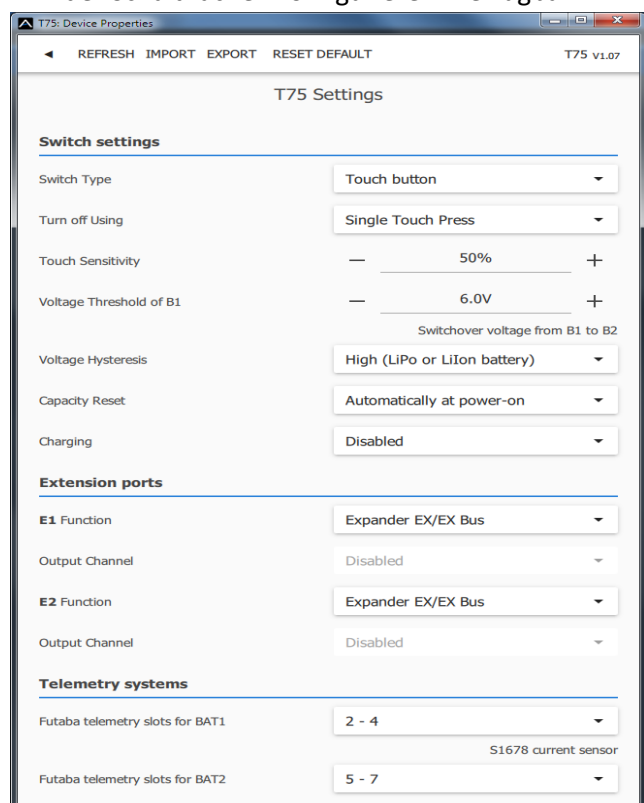 T75: Device Properties
◄ REFRESH IMPORT EXPORT RESET DEFAULT T75 V1.07
T75 Settings
Switch settings
Switch Type Touch button
Turn off Using Single Touch Press
Touch Sensitivity — 50% +
Voltage Threshold of B1 — 6.0V +
Switchover voltage from B1 to B2
Voltage Hysteresis High (LiPo or LiIon battery)
Capacity Reset Automatically at power-on
Charging Disabled
Extension ports
E1 Function Expander EX/EX Bus
Output Channel Disabled
E2 Function Expander EX/EX Bus
Output Channel Disabled
Telemetry systems
Futaba telemetry slots for BAT1 2 - 4
S1678 current sensor
Futaba telemetry slots for BAT2 5 - 7